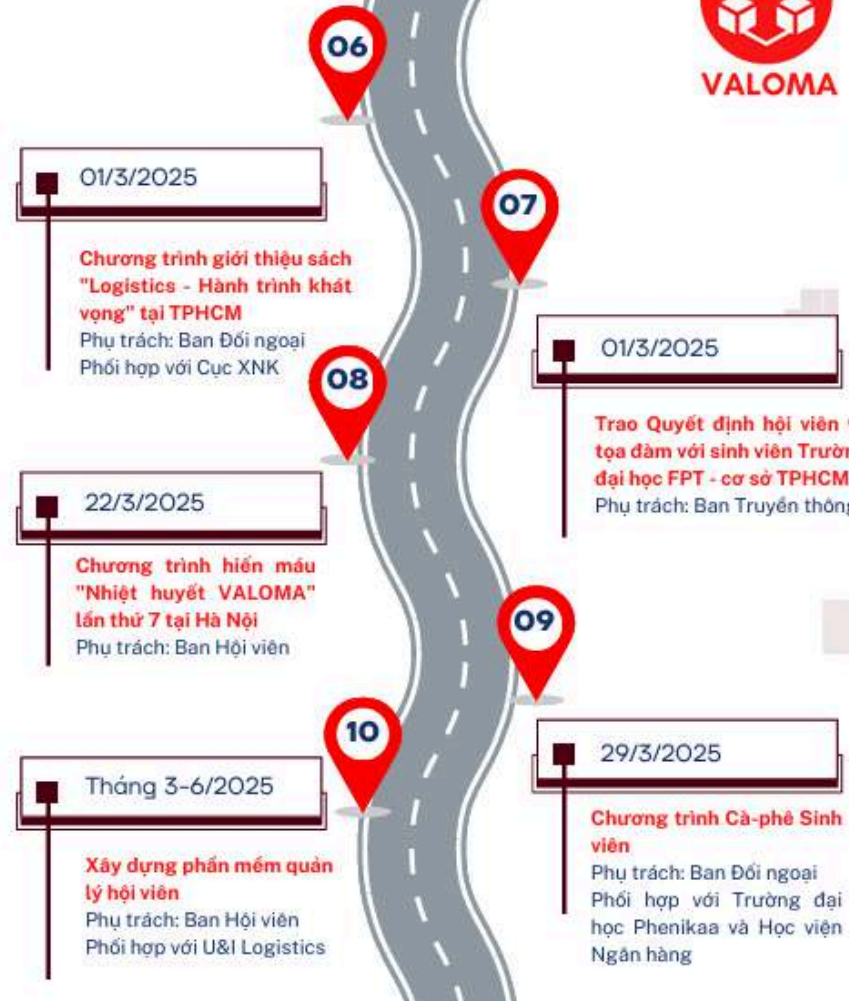 VALOMA
06
01/3/2025
Chương trình giới thiệu sách
"Logistics - Hành trình khát
vọng" tại TPHCM
Phụ trách: Ban Đối ngoại
Phối hợp với Cục XNK
07
01/3/2025
Trao Quyết định hội viên
tọa đàm với sinh viên Trườn
đại học FPT - cơ sở TPHCM
Phụ trách: Ban Truyền thông
08
22/3/2025
Chương trình hiến máu
"Nhiệt huyết VALOMA"
lần thứ 7 tại Hà Nội
Phụ trách: Ban Hội viên
09
29/3/2025
Chương trình Cà-phê Sinh
viên
Phụ trách: Ban Đối ngoại
Phối hợp với Trường đại
học Phenikaa và Học viện
Ngân hàng
10
Tháng 3-6/2025
Xây dựng phần mềm quản
lý hội viên
Phụ trách: Ban Hội viên
Phối hợp với U&I Logistics